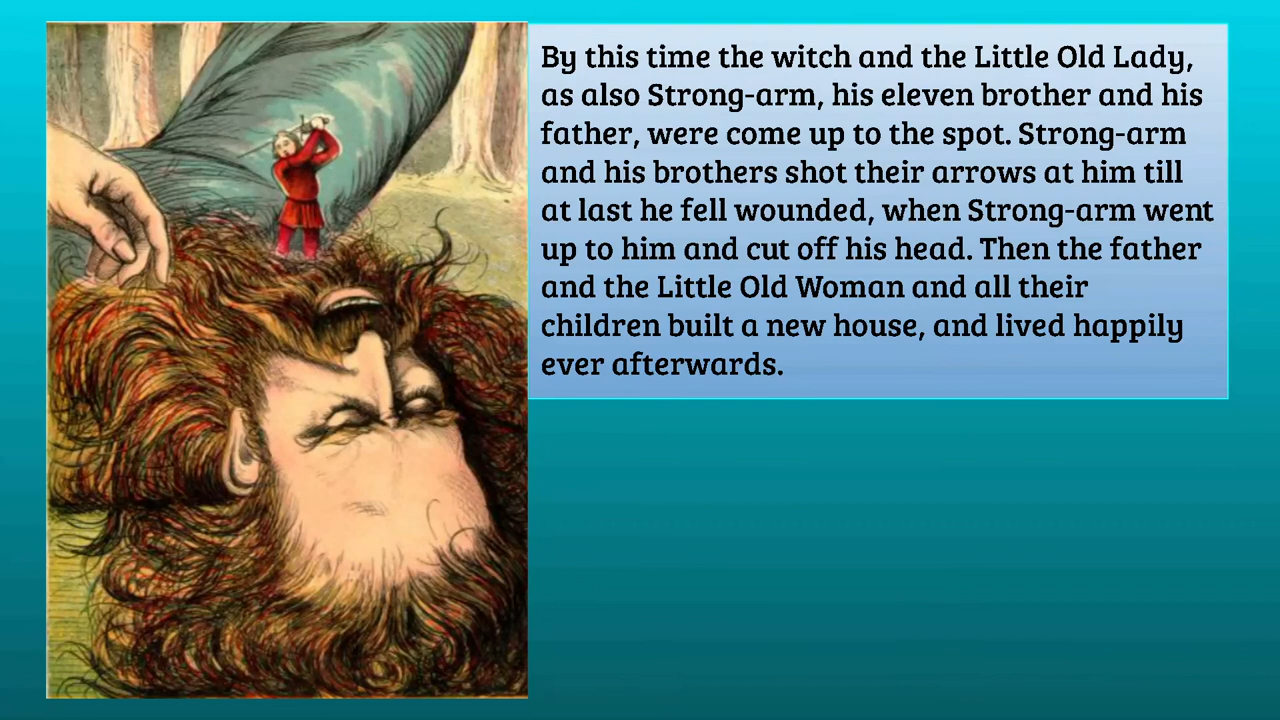 By this time the witch and the Little Old Lady,
as also Strong-arm, his eleven brother and his
father, were come up to the spot. Strong-arm
and his brothers shot their arrows at him till
at last he fell wounded, when Strong-arm went
up to him and cut off his head. Then the father
and the Little Old Woman and all their
children built a new house, and lived happily
ever afterwards.